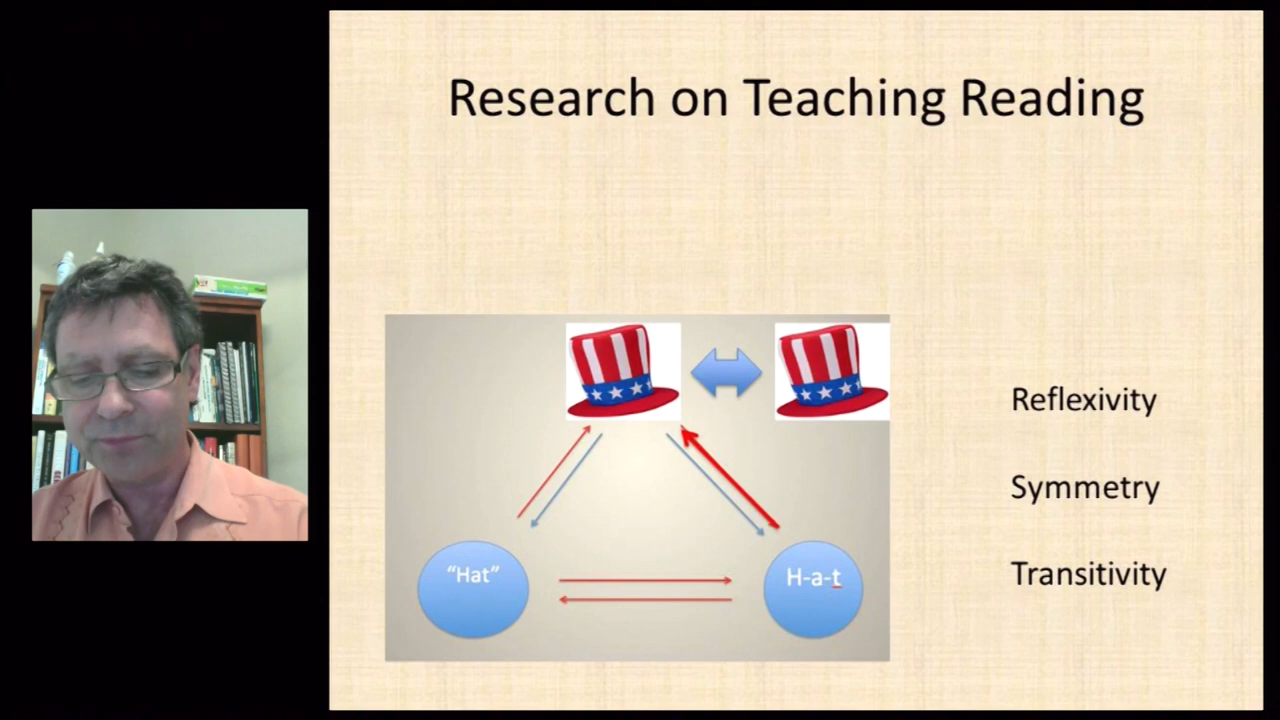 Research on Teaching Reading
“Hat”
H-a-t
Reflexivity
Symmetry
Transitivity